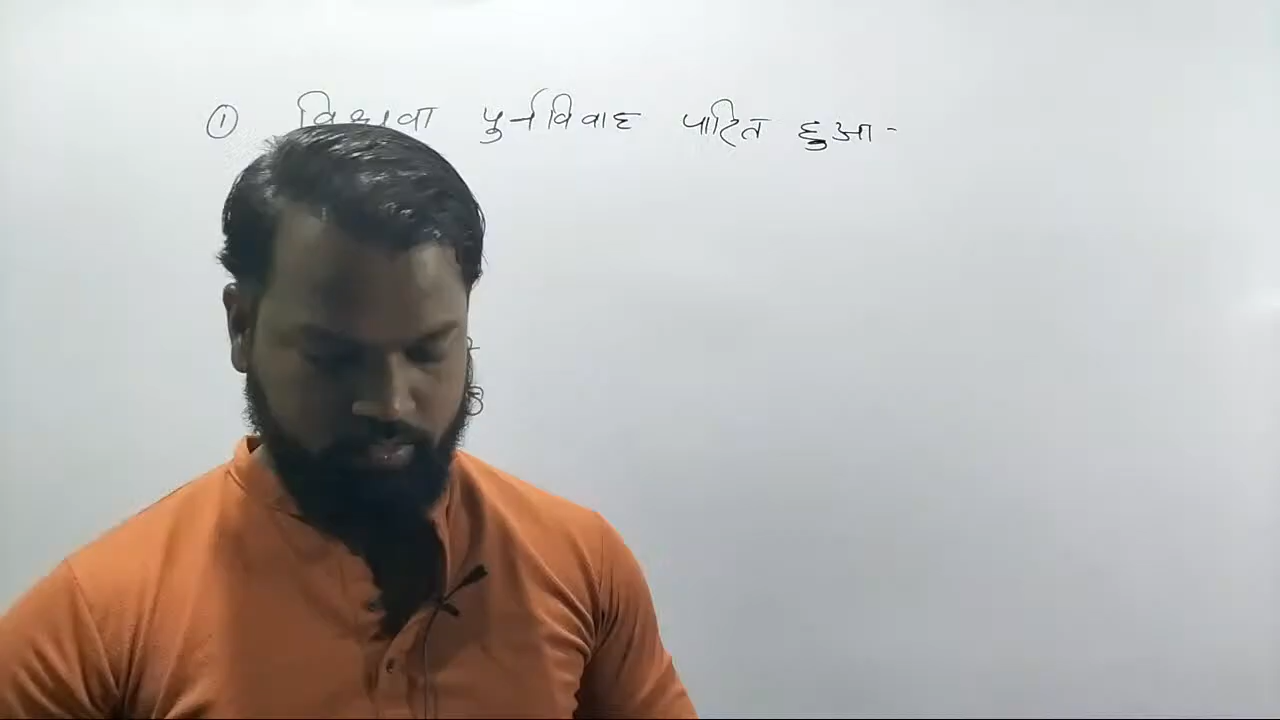 ① विधवा पुर्नविवाह पारित हुआ -